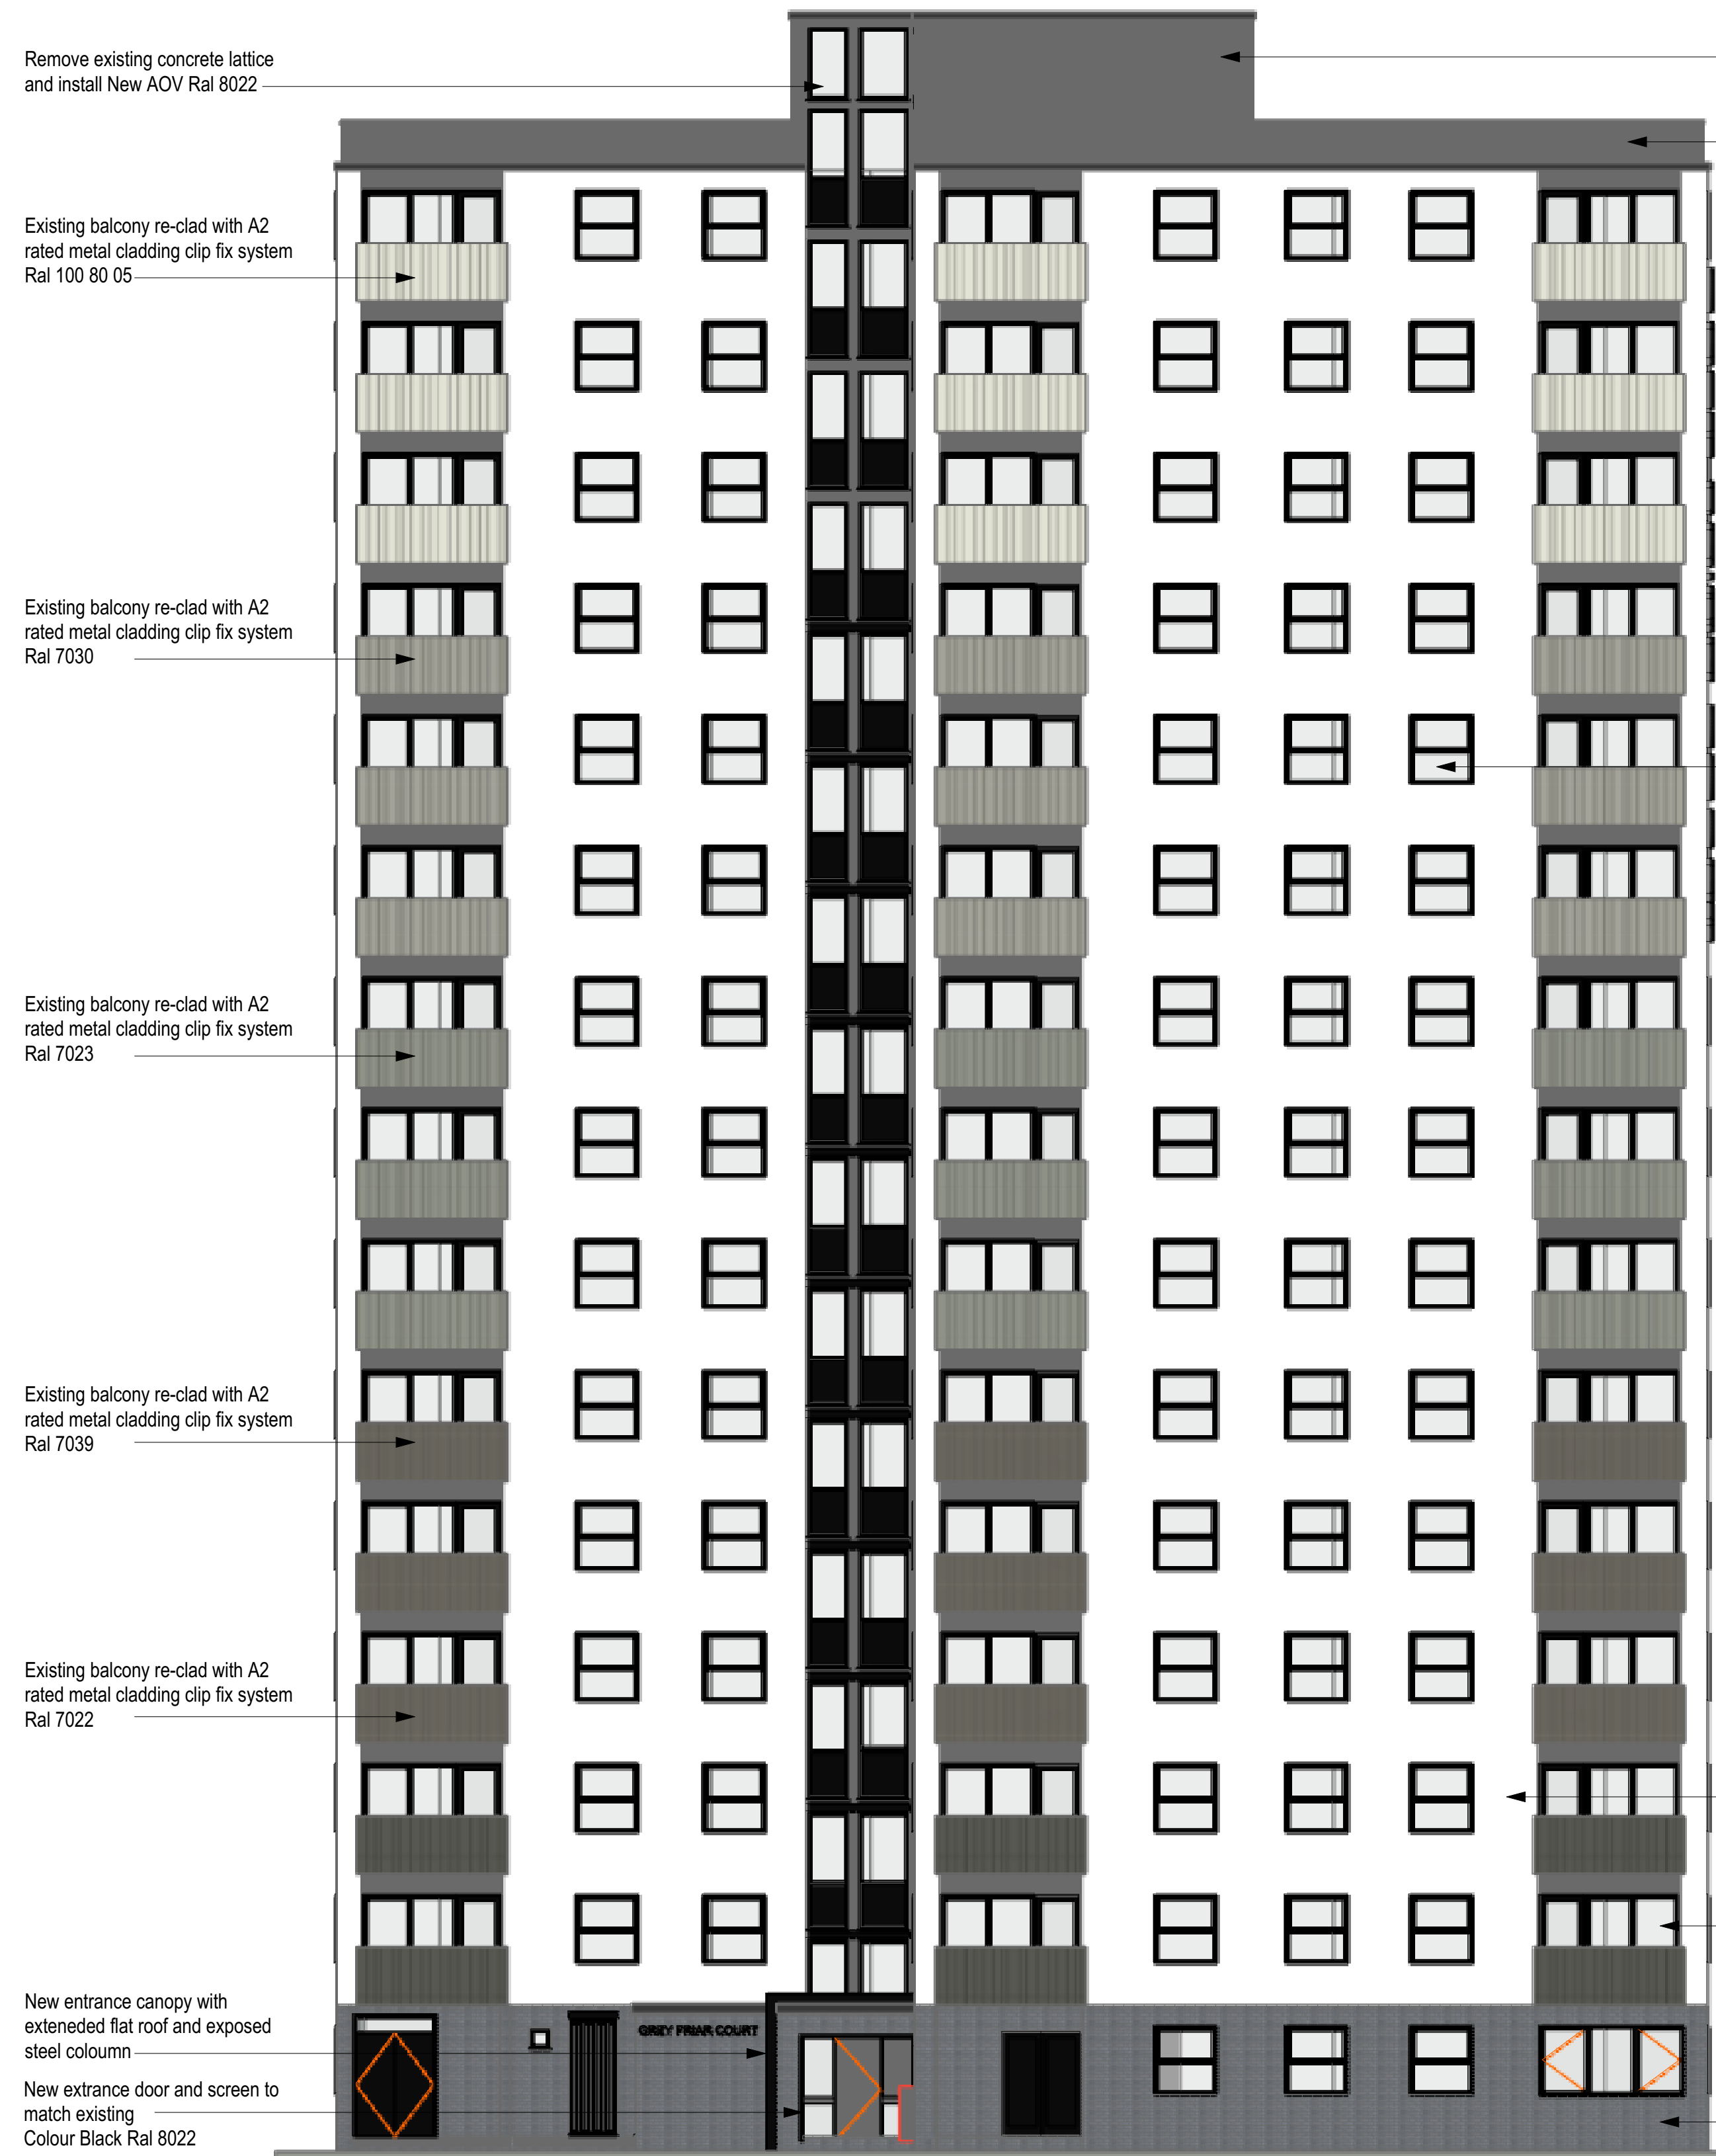 Remove existing concrete lattice
and install New AOV Ral 8022
Existing balcony re-clad with A2
rated metal cladding clip fix system
Ral 100 80 05
Existing balcony re-clad with A2
rated metal cladding clip fix system
Ral 7030
Existing balcony re-clad with A2
rated metal cladding clip fix system
Ral 7023
Existing balcony re-clad with A2
rated metal cladding clip fix system
Ral 7039
Existing balcony re-clad with A2
rated metal cladding clip fix system
Ral 7022
New entrance canopy with
exteneded flat roof and exposed
steel coloumn
GREY FRIAR COURT
New extrance door and screen to
match existing
Colour Black Ral 8022